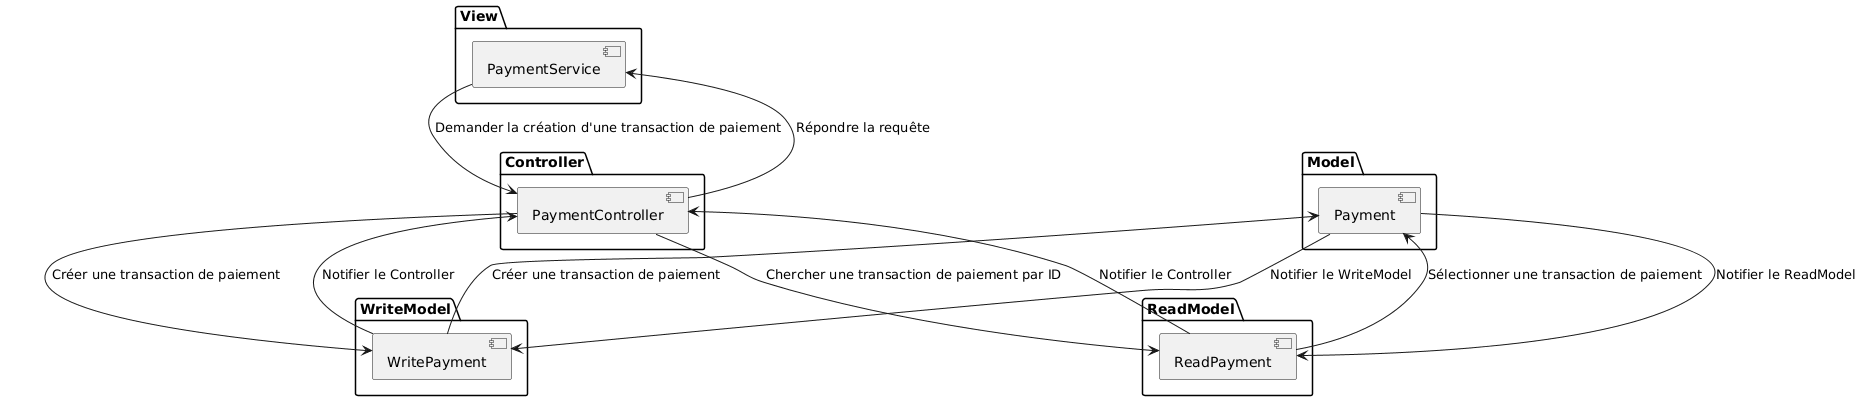 View
PaymentService
Demander la création d'une transaction de paiement
Répondre la requête
Controller
Model
PaymentController
Payment
Créer une transaction de paiement
Notifier le Controller
Créer une transaction de paiement
Chercher une transaction de paiement par ID
Notifier le Controller
Notifier le WriteModel
Sélectionner une transaction de paiement
Notifier le ReadModel
WriteModel
ReadModel
WritePayment
ReadPayment